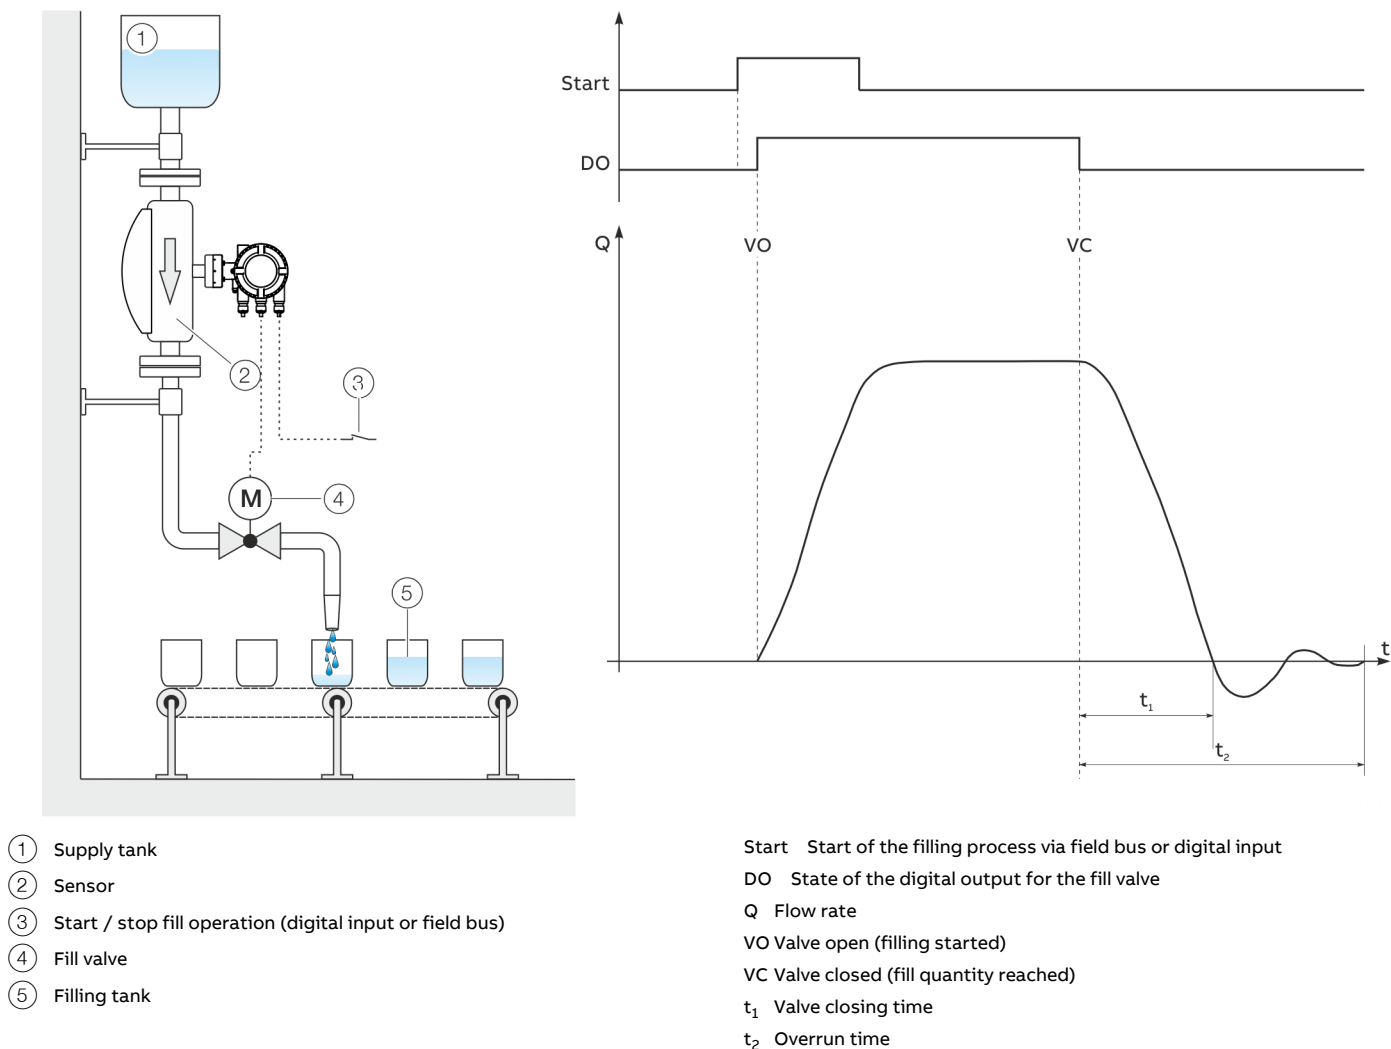 1
2
3
M
4
5
Start
DO
Q
VO
VC
t
t₁
t₂
1 Supply tank
2 Sensor
3 Start / stop fill operation (digital input or field bus)
4 Fill valve
5 Filling tank
Start Start of the filling process via field bus or digital input
DO State of the digital output for the fill valve
Q Flow rate
VO Valve open (filling started)
VC Valve closed (fill quantity reached)
t₁ Valve closing time
t₂ Overrun time